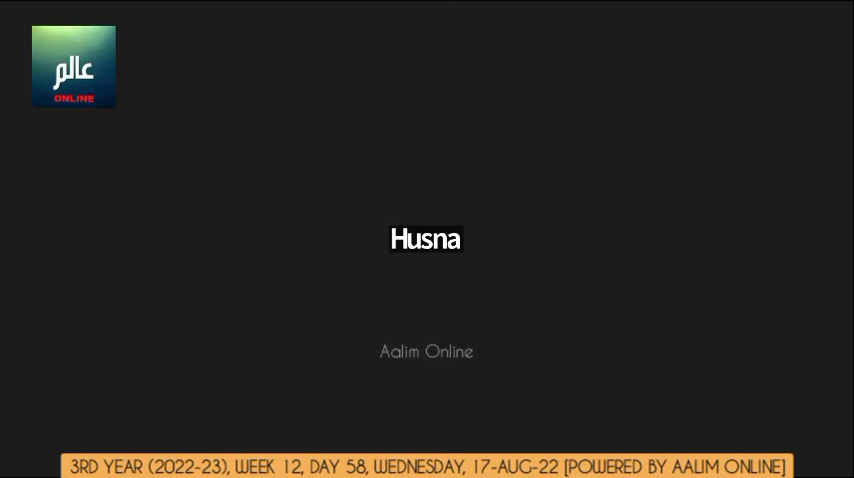 عالم
ONLINE
Husna
Aalim Online
3RD YEAR (2022-23), WEEK 12, DAY 58, WEDNESDAY, 17-AUG-22 [POWERED BY AALIM ONLINE]